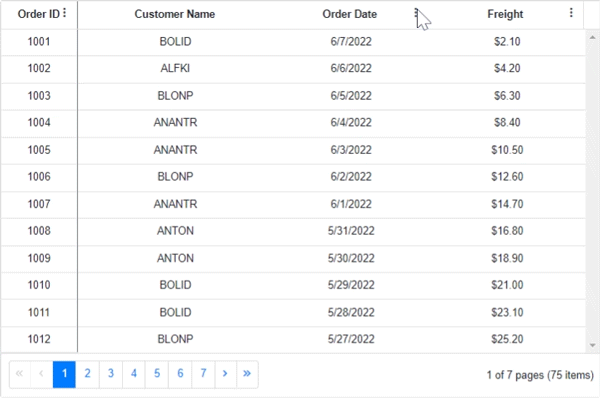 Order ID Customer Name Order Date Freight
1001 BOLID 6/7/2022 $2.10
1002 ALFKI 6/6/2022 $4.20
1003 BLONP 6/5/2022 $6.30
1004 ANANTR 6/4/2022 $8.40
1005 ANATR 6/3/2022 $10.50
1006 BLONP 6/2/2022 $12.60
1007 ANANTR 6/1/2022 $14.70
1008 ANTON 5/31/2022 $16.80
1009 ANTON 5/30/2022 $18.90
1010 BOLID 5/29/2022 $21.00
1011 BOLID 5/28/2022 $23.10
1012 BLONP 5/27/2022 $25.20
« ‹ 1 2 3 4 5 6 7 › » 1 of 7 pages (75 items)